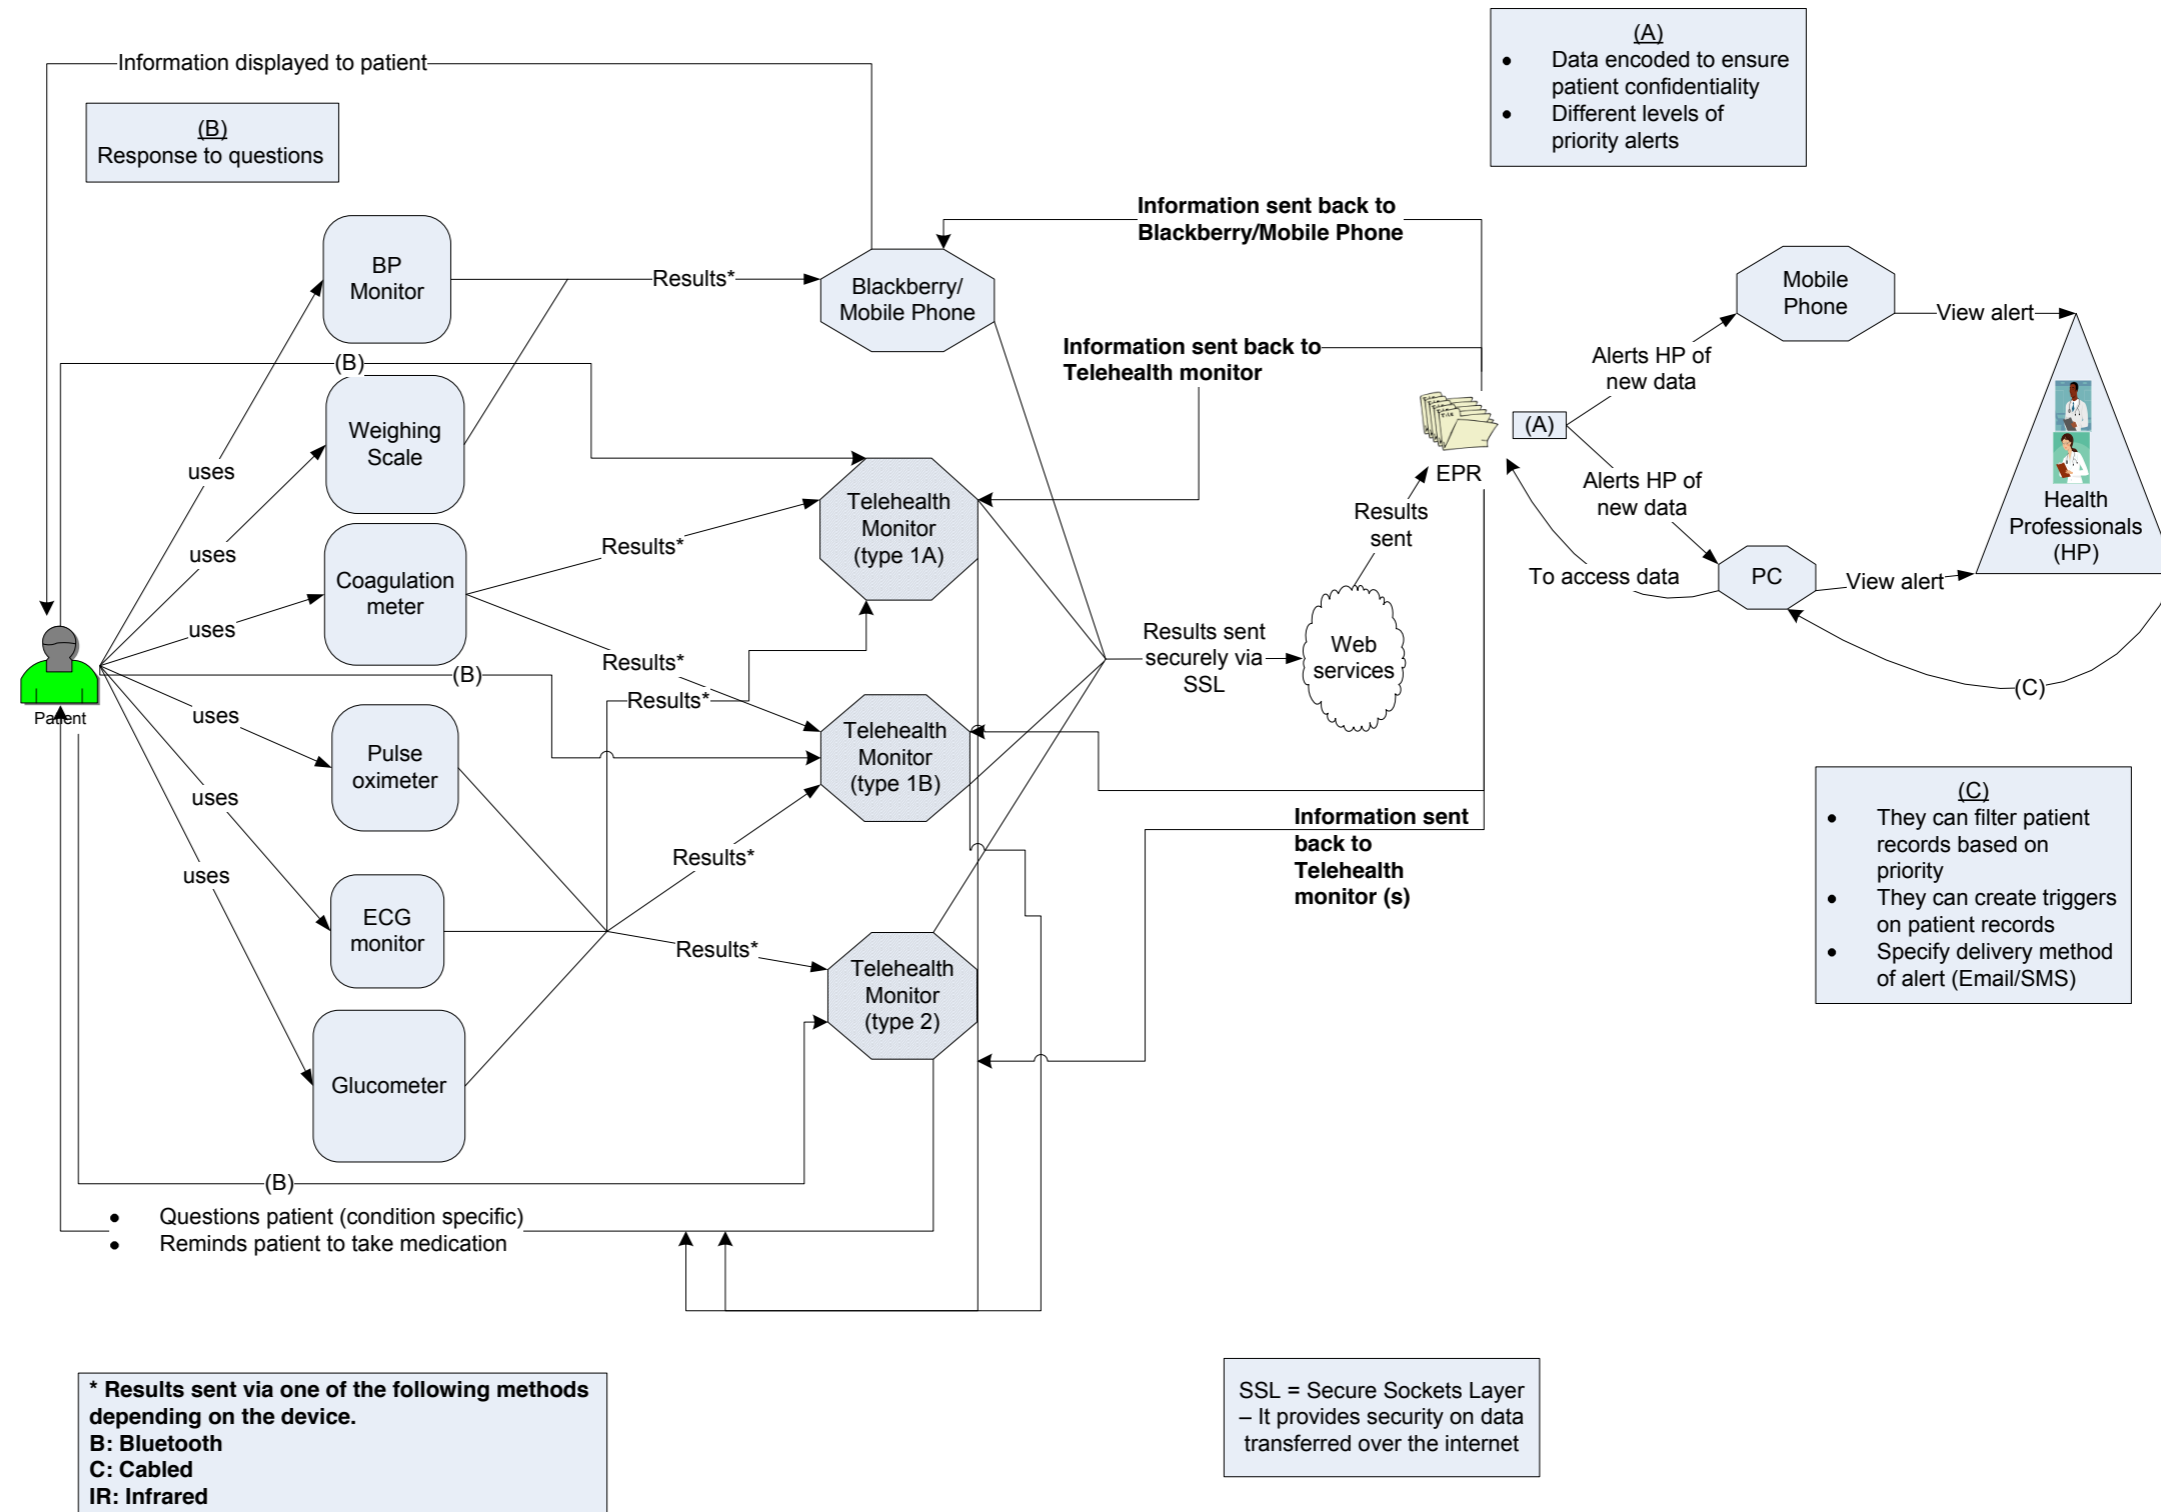 Information displayed to patient
(B)
Response to questions
(A)
• Data encoded to ensure
patient confidentiality
• Different levels of
priority alerts
BP
Monitor
Results*
Blackberry/
Mobile Phone
Information sent back to
Blackberry/Mobile Phone
Mobile
Phone
View alert
(B)
Information sent back to
Telehealth monitor
Alerts HP of
new data
Weighing
Scale
uses
(A)
EPR
Alerts HP of
new data
Health
Professionals
(HP)
Telehealth
Monitor
(type 1A)
Results
sent
uses
Results*
Coagulation
meter
To access data
PC
View alert
uses
Results sent
securely via
SSL
Web
services
Results*
(B)
Results*
(C)
Patient
uses
Pulse
oximeter
Telehealth
Monitor
(type 1B)
uses
Information sent
back to
Telehealth
monitor (s)
(C)
• They can filter patient
records based on
priority
• They can create triggers
on patient records
• Specify delivery method
of alert (Email/SMS)
Results*
uses
ECG
monitor
Results*
Telehealth
Monitor
(type 2)
Glucometer
(B)
• Questions patient (condition specific)
• Reminds patient to take medication
* Results sent via one of the following methods
depending on the device.
B: Bluetooth
C: Cabled
IR: Infrared
SSL = Secure Sockets Layer
– It provides security on data
transferred over the internet